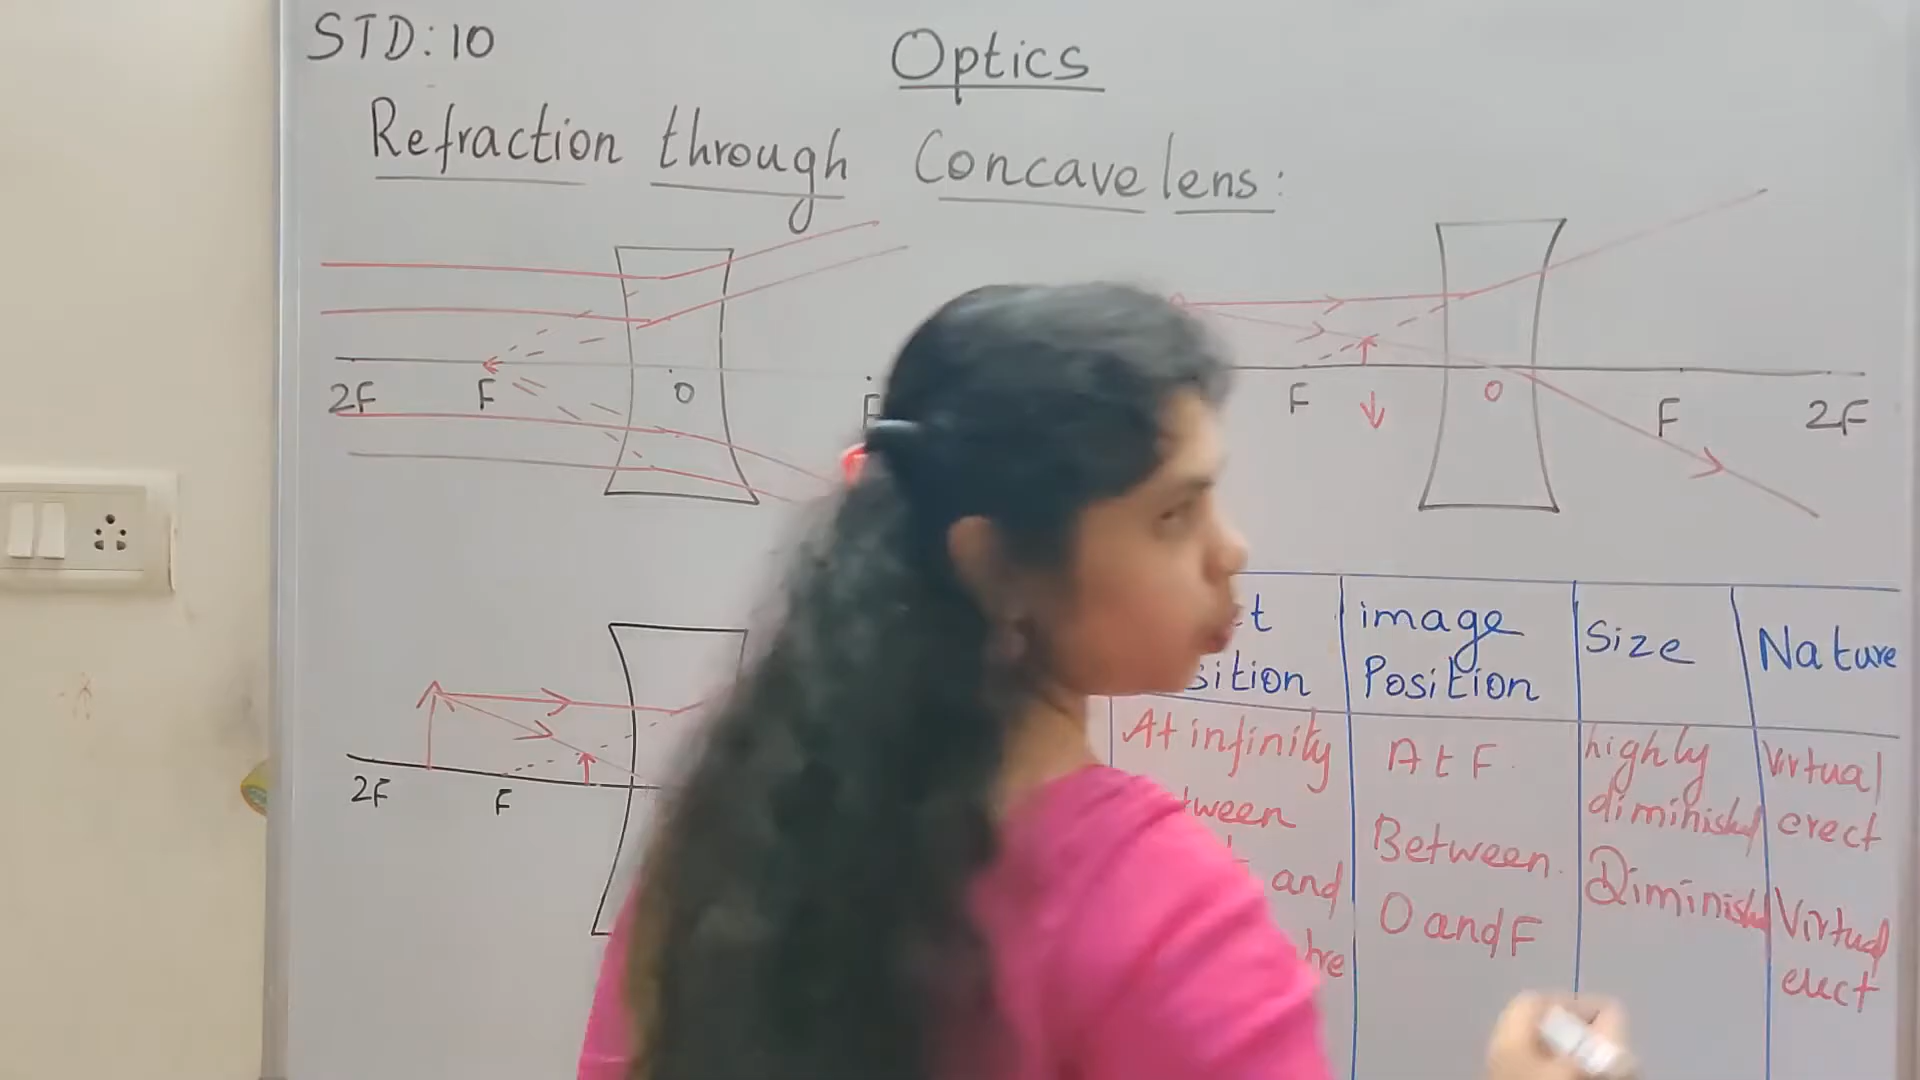 STD: 10
Optics
Refraction through Concave lens:
2F F O
F O F 2F
2F F
image Size Nature
Position
At infinity At F. highly Virtual
diminished erect
Between. Diminished Virtual
and O and F erect